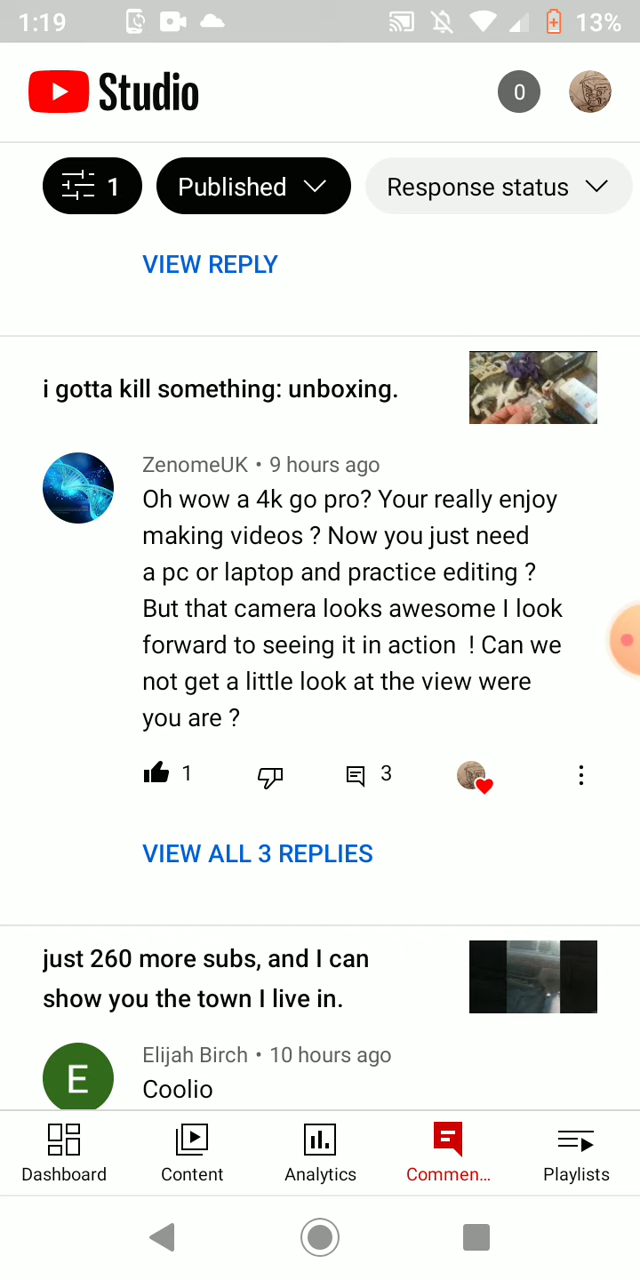 1:19
13%
Studio
0
1 Published Response status
VIEW REPLY
i gotta kill something: unboxing.
ZenomeUK • 9 hours ago
Oh wow a 4k go pro? Your really enjoy
making videos ? Now you just need
a pc or laptop and practice editing ?
But that camera looks awesome I look
forward to seeing it in action  ! Can we
not get a little look at the view were
you are ?
1
3
VIEW ALL 3 REPLIES
just 260 more subs, and I can
show you the town I live in.
Elijah Birch • 10 hours ago
E
Coolio
Dashboard Content Analytics Commen... Playlists